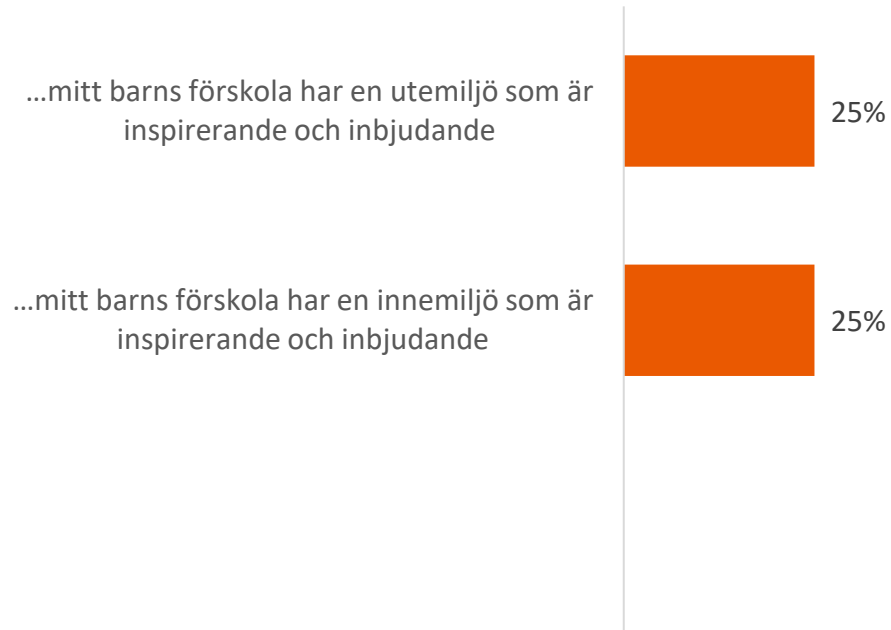 …mitt barns förskola har en utemiljö som är
inspirerande och inbjudande
25%
…mitt barns förskola har en innemiljö som är
inspirerande och inbjudande
25%